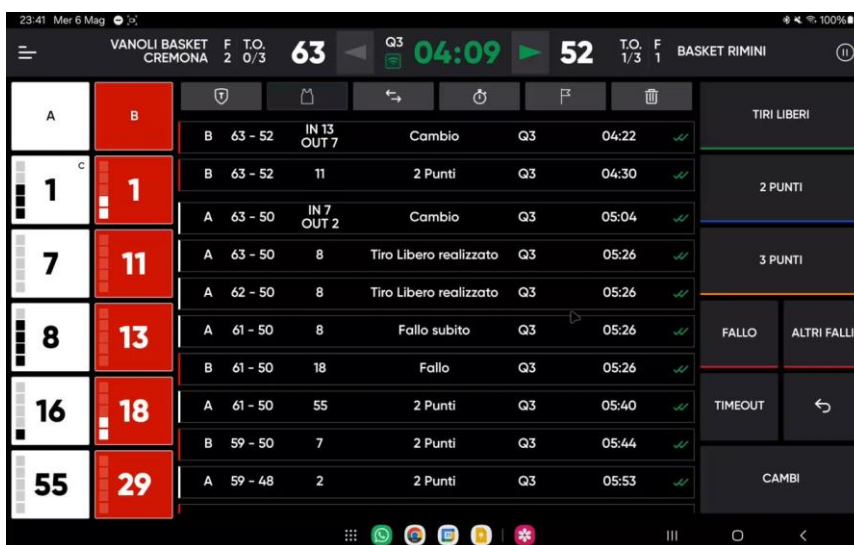 23:41 Mer 6 Mag 100%
VANOLI BASKET CREMONA F 2 T.O. 0/3 63 Q3 04:09 52 T.O. 1/3 F 1 BASKET RIMINI
A B
1 C 1
7 11
8 13
16 18
55 29
B 63 - 52 IN 13 OUT 7 Cambio Q3 04:22
B 63 - 52 11 2 Punti Q3 04:30
A 63 - 50 IN 7 OUT 2 Cambio Q3 05:04
A 63 - 50 8 Tiro Libero realizzato Q3 05:26
A 62 - 50 8 Tiro Libero realizzato Q3 05:26
A 61 - 50 8 Fallo subito Q3 05:26
B 61 - 50 18 Fallo Q3 05:26
A 61 - 50 55 2 Punti Q3 05:40
B 59 - 50 7 2 Punti Q3 05:44
A 59 - 48 2 2 Punti Q3 05:53
TIRI LIBERI
2 PUNTI
3 PUNTI
FALLO ALTRI FALLI
TIMEOUT
CAMBI